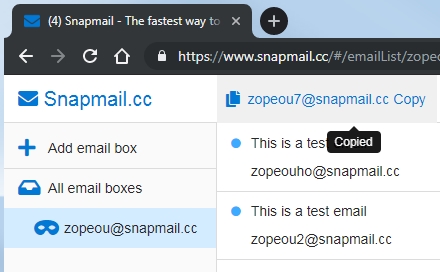 (4) Snapmail - The fastest way to
https://www.snapmail.cc/#/emailList/zopeo
Snapmail.cc
zopeou7@snapmail.cc Copy
Copied
Add email box
This is a test
zopeouho@snapmail.cc
All email boxes
This is a test email
zopeou@snapmail.cc
zopeou2@snapmail.cc